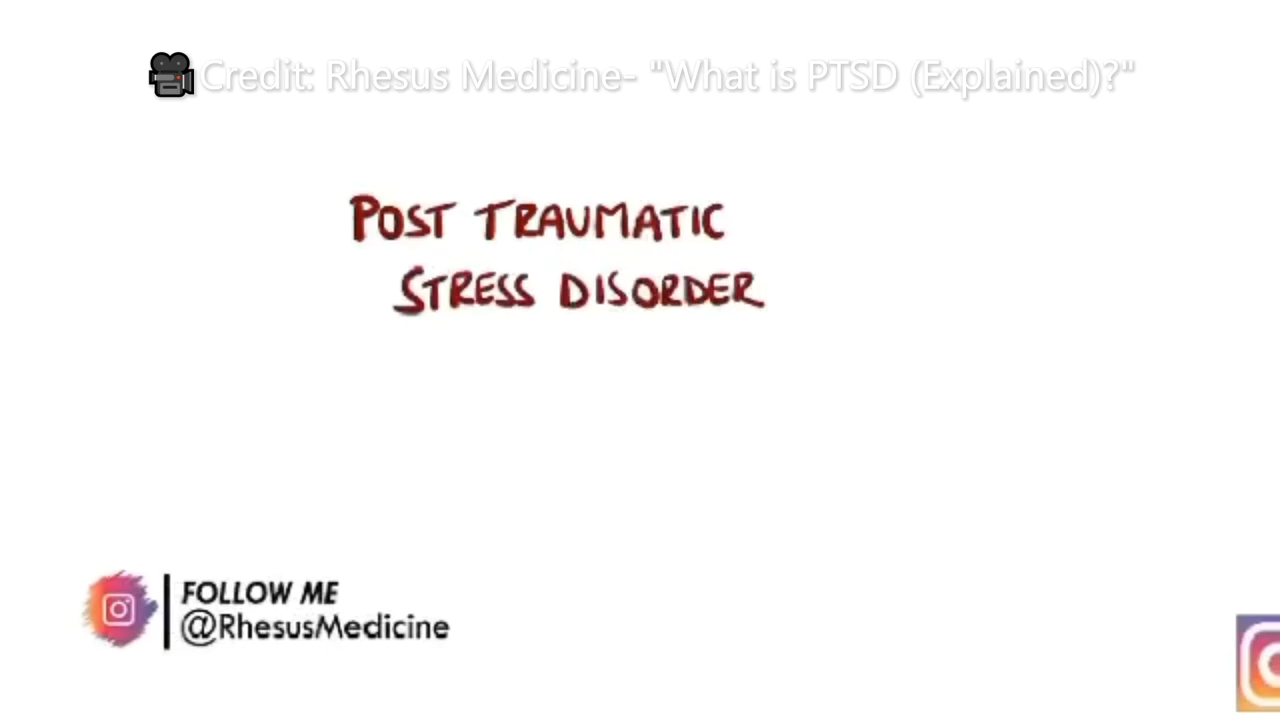 Credit: Rhesus Medicine- "What is PTSD (Explained)?"
POST TRAUMATIC
STRESS DISORDER
FOLLOW ME
@RhesusMedicine